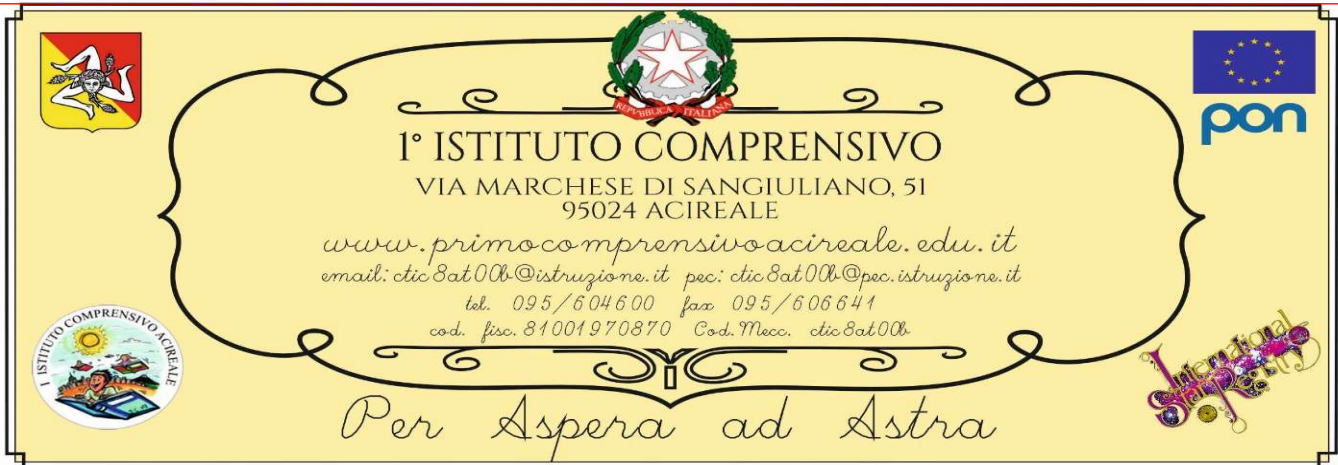 REPVBBLICA ITALIANA
pon
1° ISTITUTO COMPRENSIVO
VIA MARCHESE DI SANGIULIANO, 51
95024 ACIREALE
www.primocomprensivoacireale.edu.it
email: ctic8at00b@istruzione.it pec: ctic8at00b@pec.istruzione.it
tel. 095/604600 fax 095/606641
cod. fisc. 81001970870 Cod. Mecc. ctic8at00b
1 ISTITUTO COMPRENSIVO ACIREALE
International
Star Registry
Per Aspera ad Astra